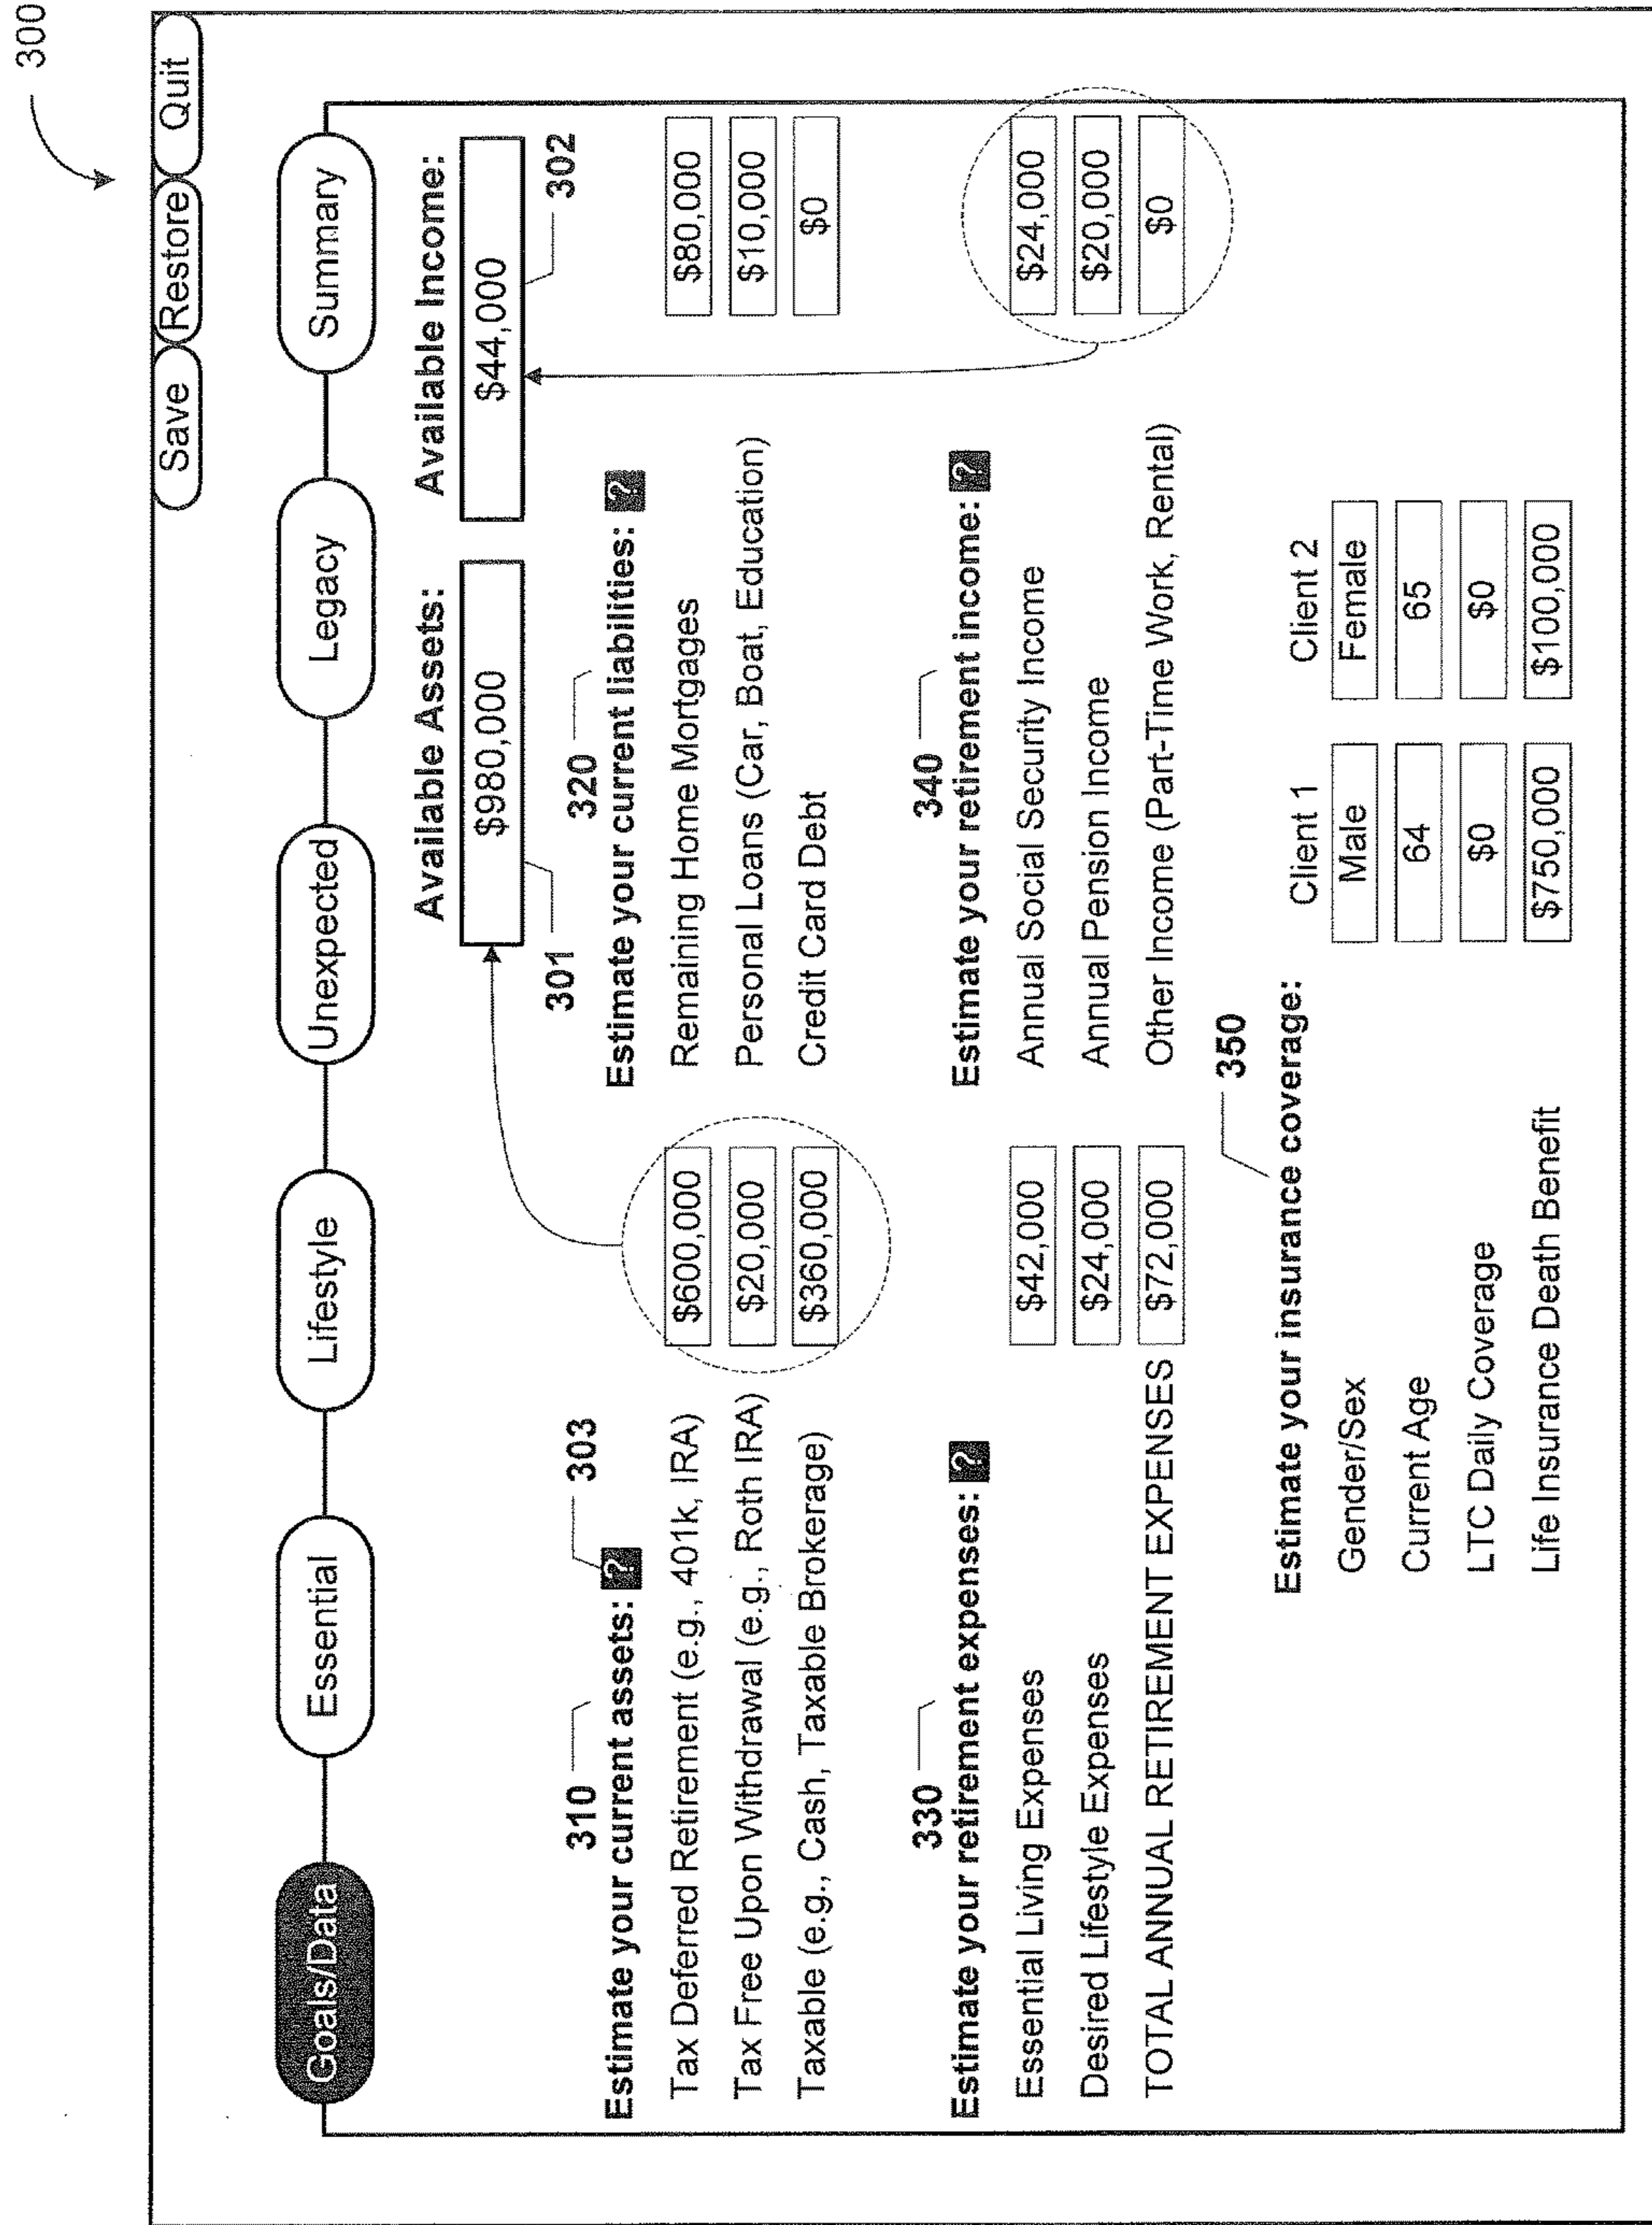 300
Save Restore Quit
Goals/Data Essential Lifestyle Unexpected Legacy Summary
Available Assets: Available Income:
$980,000 $44,000
301 302
310 303 320
Estimate your current assets: ? Estimate your current liabilities: ?
Tax Deferred Retirement (e.g., 401k, IRA) $600,000 Remaining Home Mortgages $80,000
Tax Free Upon Withdrawal (e.g., Roth IRA) $20,000 Personal Loans (Car, Boat, Education) $10,000
Taxable (e.g., Cash, Taxable Brokerage) $360,000 Credit Card Debt $0
330 340
Estimate your retirement expenses: ? Estimate your retirement income: ?
Essential Living Expenses $42,000 Annual Social Security Income $24,000
Desired Lifestyle Expenses $24,000 Annual Pension Income $20,000
TOTAL ANNUAL RETIREMENT EXPENSES $72,000 Other Income (Part-Time Work, Rental) $0
350
Estimate your insurance coverage: Client 1 Client 2
Gender/Sex Male Female
Current Age 64 65
LTC Daily Coverage $0 $0
Life Insurance Death Benefit $750,000 $100,000